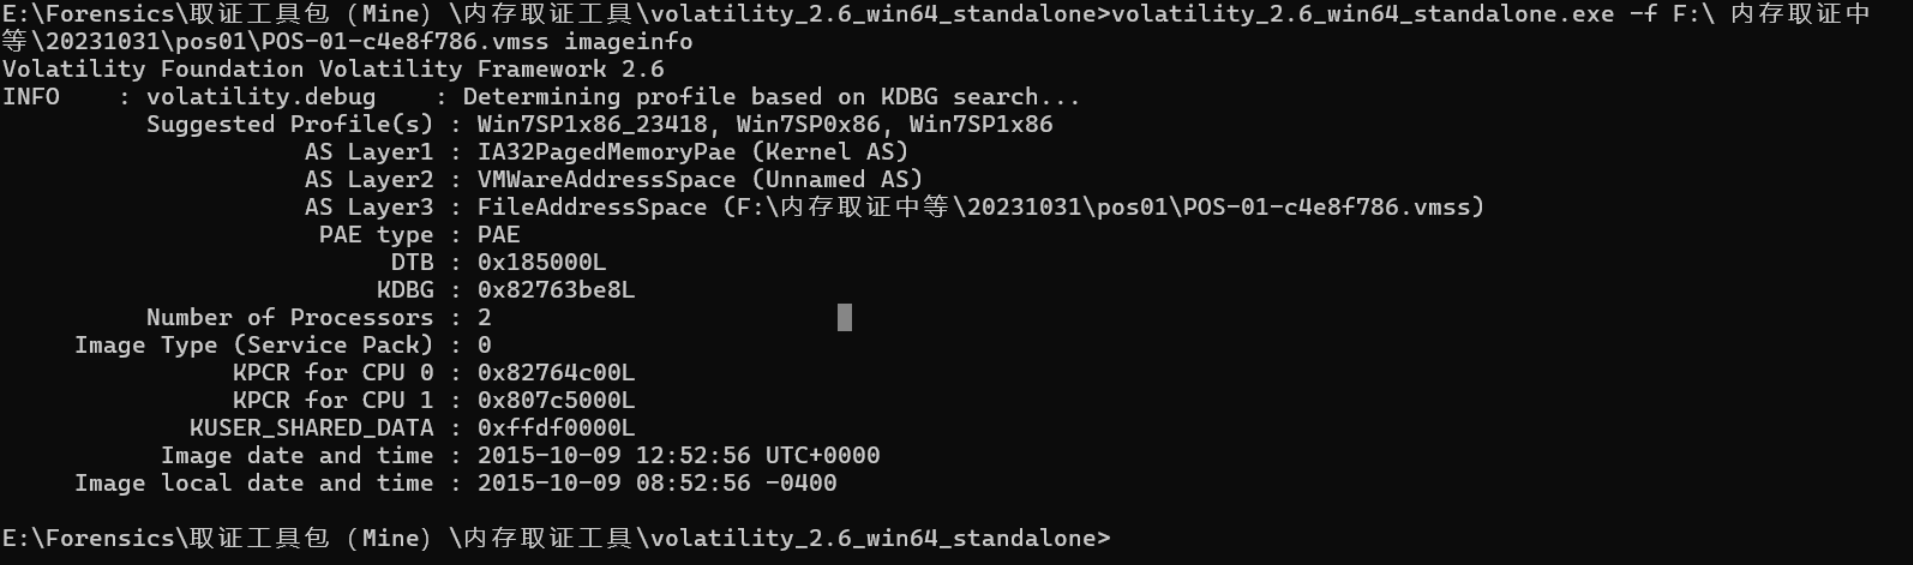 E:\Forensics\取证工具包（Mine）\内存取证工具\volatility_2.6_win64_standalone>volatility_2.6_win64_standalone.exe -f F:\ 内存取证中
等\20231031\pos01\POS-01-c4e8f786.vmss imageinfo
Volatility Foundation Volatility Framework 2.6
INFO    : volatility.debug    : Determining profile based on KDBG search...
          Suggested Profile(s) : Win7SP1x86_23418, Win7SP0x86, Win7SP1x86
                     AS Layer1 : IA32PagedMemoryPae (Kernel AS)
                     AS Layer2 : VMWareAddressSpace (Unnamed AS)
                     AS Layer3 : FileAddressSpace (F:\内存取证中等\20231031\pos01\POS-01-c4e8f786.vmss)
                      PAE type : PAE
                           DTB : 0x185000L
                          KDBG : 0x82763be8L
          Number of Processors : 2
     Image Type (Service Pack) : 0
                KPCR for CPU 0 : 0x82764c00L
                KPCR for CPU 1 : 0x807c5000L
             KUSER_SHARED_DATA : 0xffdf0000L
           Image date and time : 2015-10-09 12:52:56 UTC+0000
     Image local date and time : 2015-10-09 08:52:56 -0400
E:\Forensics\取证工具包（Mine）\内存取证工具\volatility_2.6_win64_standalone>